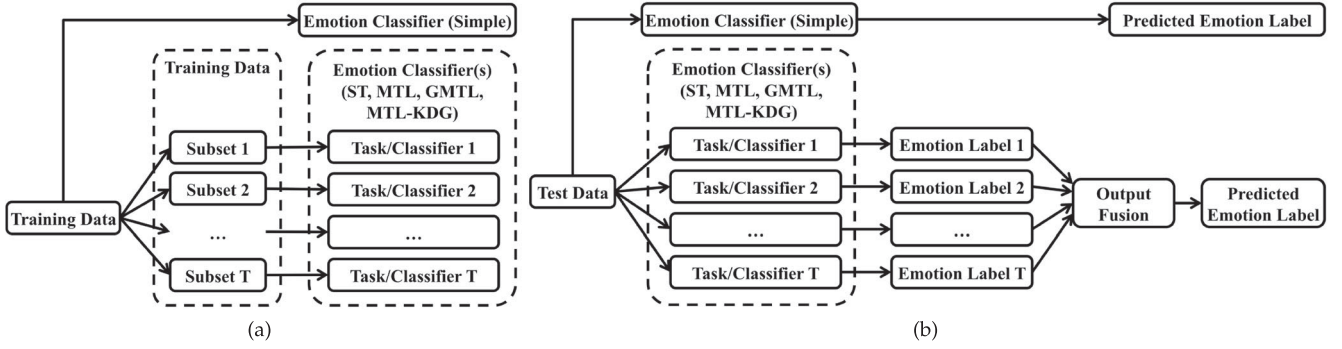 Emotion Classifier (Simple)
Training Data
Emotion Classifier(s)
(ST, MTL, GMTL,
MTL-KDG)
Subset 1
Task/Classifier 1
Subset 2
Task/Classifier 2
Training Data
...
...
Subset T
Task/Classifier T
(a)
Emotion Classifier (Simple)
Predicted Emotion Label
Emotion Classifier(s)
(ST, MTL, GMTL,
MTL-KDG)
Task/Classifier 1
Emotion Label 1
Test Data
Task/Classifier 2
Emotion Label 2
...
...
Task/Classifier T
Emotion Label T
Output
Fusion
Predicted
Emotion Label
(b)